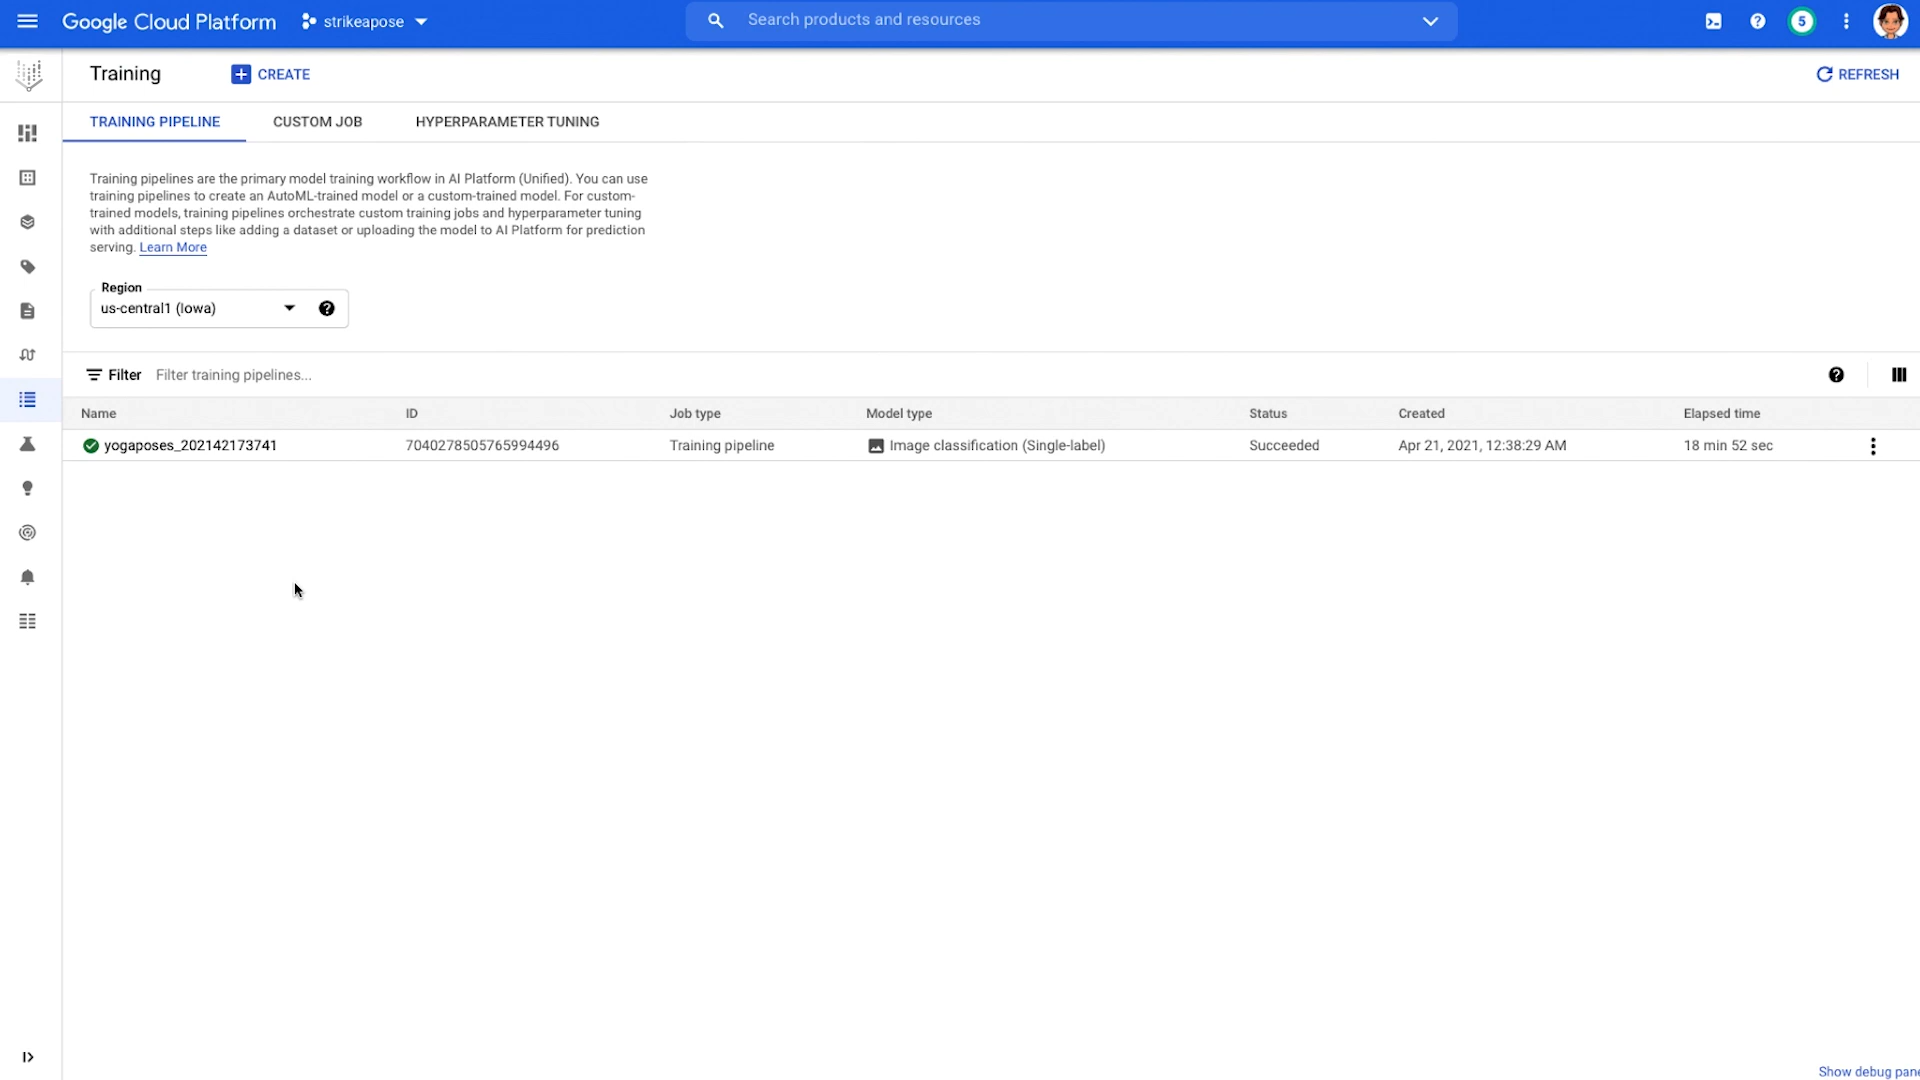 Google Cloud Platform strikeapose Search products and resources 5
Training CREATE REFRESH
TRAINING PIPELINE CUSTOM JOB HYPERPARAMETER TUNING
Training pipelines are the primary model training workflow in AI Platform (Unified). You can use
training pipelines to create an AutoML-trained model or a custom-trained model. For custom-
trained models, training pipelines orchestrate custom training jobs and hyperparameter tuning
with additional steps like adding a dataset or uploading the model to AI Platform for prediction
serving. Learn More
Region
us-central1 (Iowa)
Filter Filter training pipelines...
Name ID Job type Model type Status Created Elapsed time
yogaposes_202142173741 7040278505765994496 Training pipeline Image classification (Single-label) Succeeded Apr 21, 2021, 12:38:29 AM 18 min 52 sec
Show debug pane